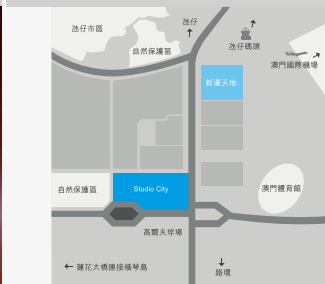 氹仔
氹仔市區
氹仔碼頭
自然保護區
澳門國際機場
新濠天地
自然保護區
Studio City
澳門體育館
高爾夫球場
蓮花大橋連接橫琴島
路環